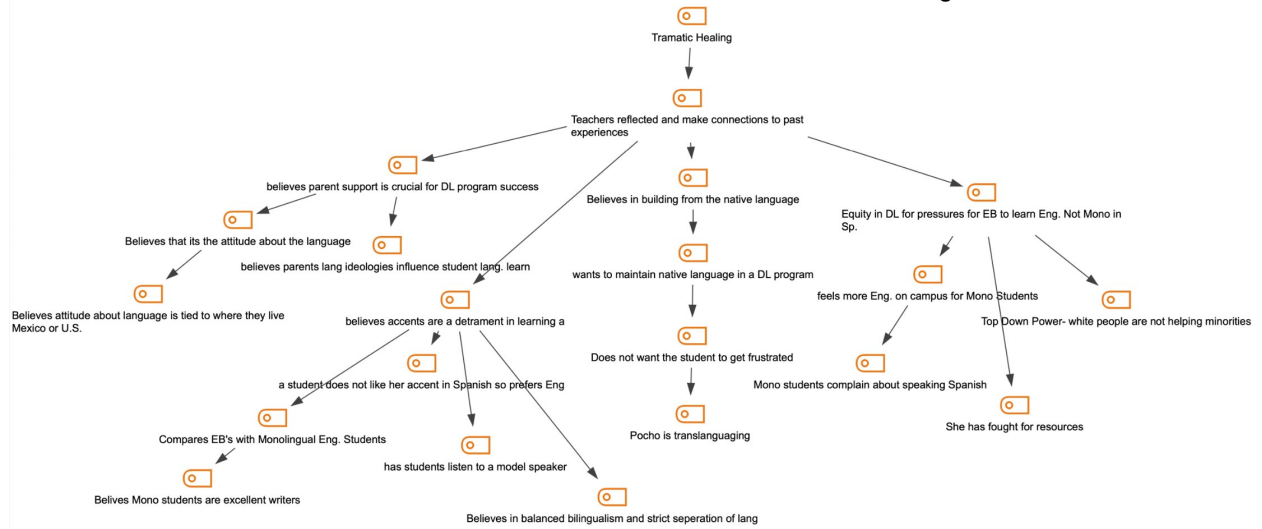 Tramatic Healing
Teachers reflected and make connections to past
experiences
believes parent support is crucial for DL program success
Believes in building from the native language
Equity in DL for pressures for EB to learn Eng. Not Mono in
Sp.
Believes that its the attitude about the language
believes parents lang ideologies influence student lang. learn
wants to maintain native language in a DL program
feels more Eng. on campus for Mono Students
Believes attitude about language is tied to where they live
Mexico or U.S.
believes accents are a detrament in learning a
Top Down Power- white people are not helping minorities
Does not want the student to get frustrated
a student does not like her accent in Spanish so prefers Eng
Mono students complain about speaking Spanish
Compares EB's with Monolingual Eng. Students
Pocho is translanguaging
She has fought for resources
has students listen to a model speaker
Belives Mono students are excellent writers
Believes in balanced bilingualism and strict seperation of lang